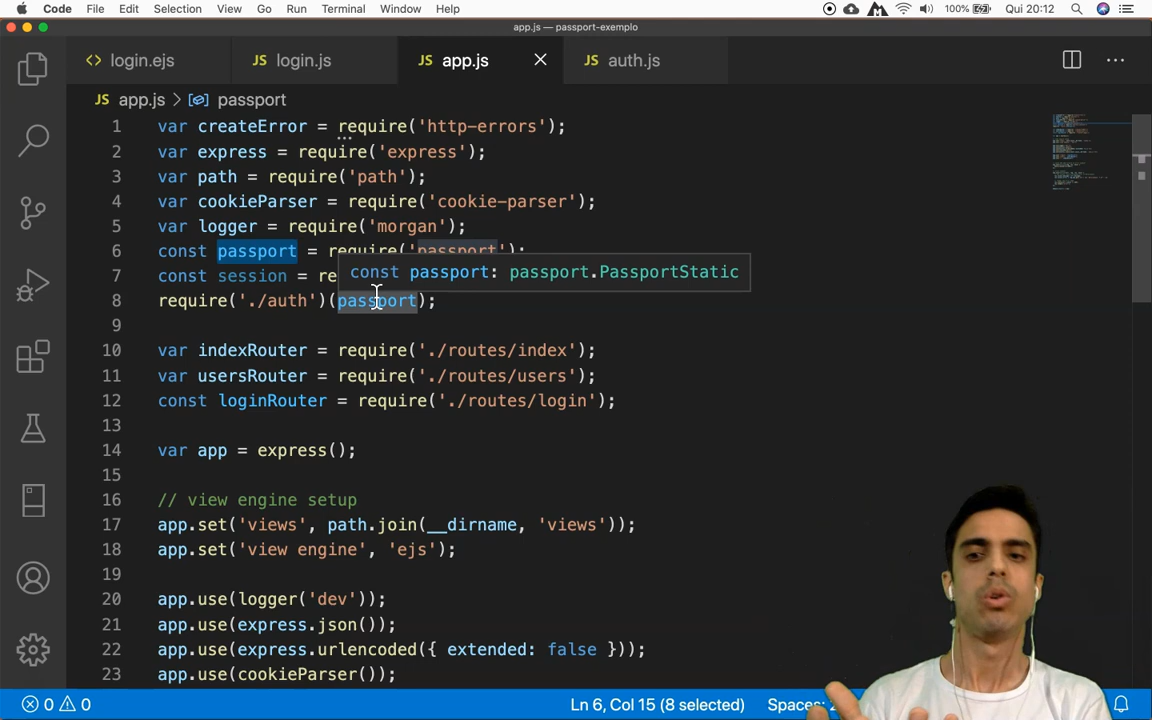 Code File Edit Selection View Go Run Terminal Window Help 100% Qui 20:12
app.js — passport-exemplo
<> login.ejs JS login.js JS app.js JS auth.js
JS app.js > passport
1 var createError = require('http-errors');
2 var express = require('express');
3 var path = require('path');
4 var cookieParser = require('cookie-parser');
5 var logger = require('morgan');
6 const passport = require('passport');
const passport: passport.PassportStatic
7 const session = re
8 require('./auth')(passport);
9
10 var indexRouter = require('./routes/index');
11 var usersRouter = require('./routes/users');
12 const loginRouter = require('./routes/login');
13
14 var app = express();
15
16 // view engine setup
17 app.set('views', path.join(__dirname, 'views'));
18 app.set('view engine', 'ejs');
19
20 app.use(logger('dev'));
21 app.use(express.json());
22 app.use(express.urlencoded({ extended: false }));
23 app.use(cookieParser());
0 0 Ln 6, Col 15 (8 selected) Spaces: